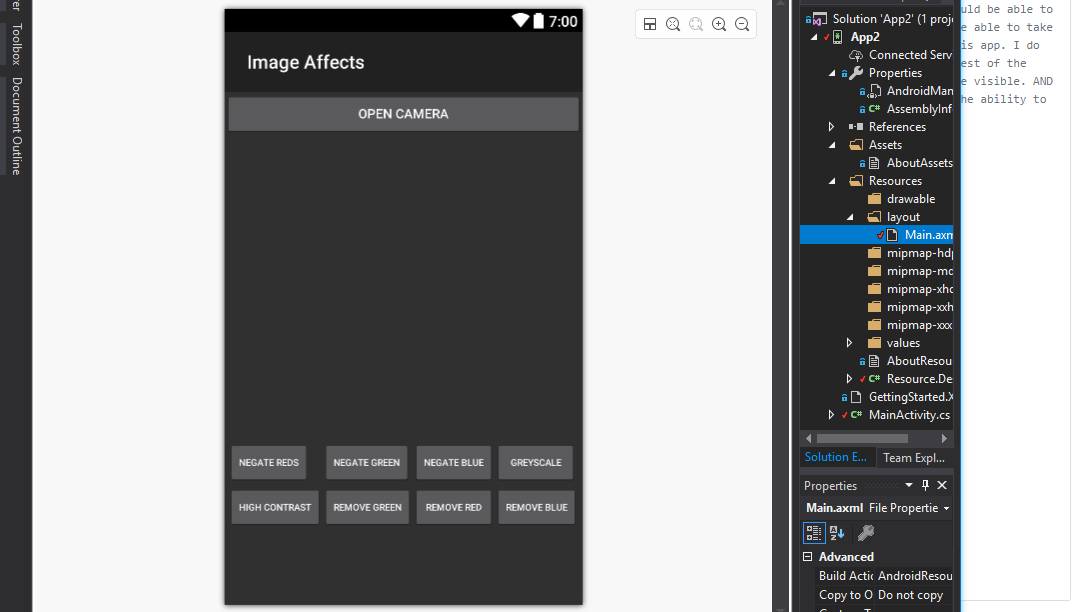 Toolbox
Document Outline
7:00
Image Affects
OPEN CAMERA
NEGATE REDS
NEGATE GREEN
NEGATE BLUE
GREYSCALE
HIGH CONTRAST
REMOVE GREEN
REMOVE RED
REMOVE BLUE
Solution 'App2' (1 proj
App2
Connected Serv
Properties
AndroidMan
C# AssemblyInf
References
Assets
AboutAssets
Resources
drawable
layout
Main.axm
mipmap-hdp
mipmap-md
mipmap-xhd
mipmap-xxh
mipmap-xxx
values
AboutResou
C# Resource.De
GettingStarted.X
C# MainActivity.cs
Solution E...
Team Expl...
Properties
Main.axml File Propertie
Advanced
Build Actio AndroidResou
Copy to O Do not copy
uld be able to
e able to take
is app. I do
est of the
e visible. AND
he ability to